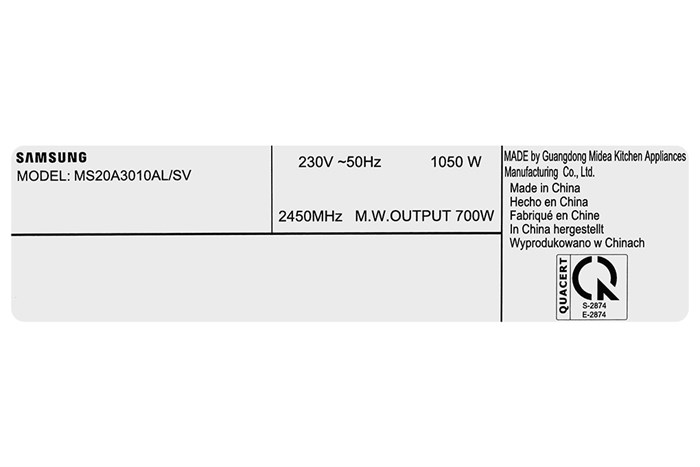 SAMSUNG
MODEL: MS20A3010AL/SV
230V ~50Hz 1050 W
2450MHz M.W.OUTPUT 700W
MADE by Guangdong Midea Kitchen Appliances
Manufacturing Co., Ltd.
Made in China
Hecho en China
Fabriqué en Chine
In China hergestellt
Wyprodukowano w Chinach
QUACERT
S-2874
E-2874